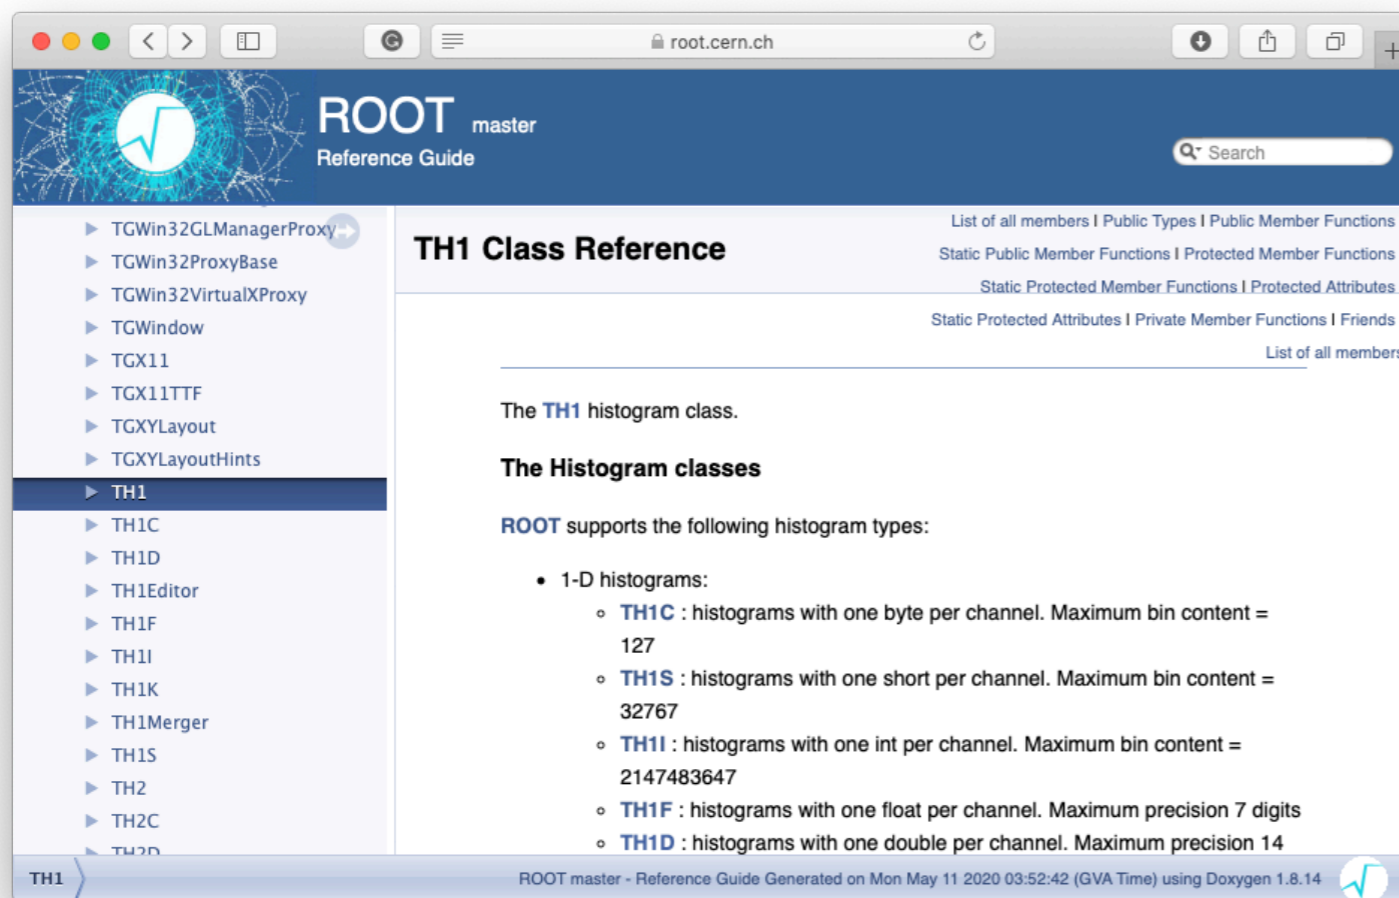 root.cern.ch
ROOT master
Reference Guide
Search
TGWin32GLManagerProxy
TGWin32ProxyBase
TGWin32VirtualXProxy
TGWindow
TGX11
TGX11TTF
TGXYLayout
TGXYLayoutHints
TH1
TH1C
TH1D
TH1Editor
TH1F
TH1I
TH1K
TH1Merger
TH1S
TH2
TH2C
TH2D
TH1 Class Reference
List of all members | Public Types | Public Member Functions
Static Public Member Functions | Protected Member Functions
Static Protected Member Functions | Protected Attributes
Static Protected Attributes | Private Member Functions | Friends
List of all members
The TH1 histogram class.
The Histogram classes
ROOT supports the following histogram types:
• 1-D histograms:
◦ TH1C : histograms with one byte per channel. Maximum bin content =
127
◦ TH1S : histograms with one short per channel. Maximum bin content =
32767
◦ TH1I : histograms with one int per channel. Maximum bin content =
2147483647
◦ TH1F : histograms with one float per channel. Maximum precision 7 digits
◦ TH1D : histograms with one double per channel. Maximum precision 14
TH1
ROOT master - Reference Guide Generated on Mon May 11 2020 03:52:42 (GVA Time) using Doxygen 1.8.14